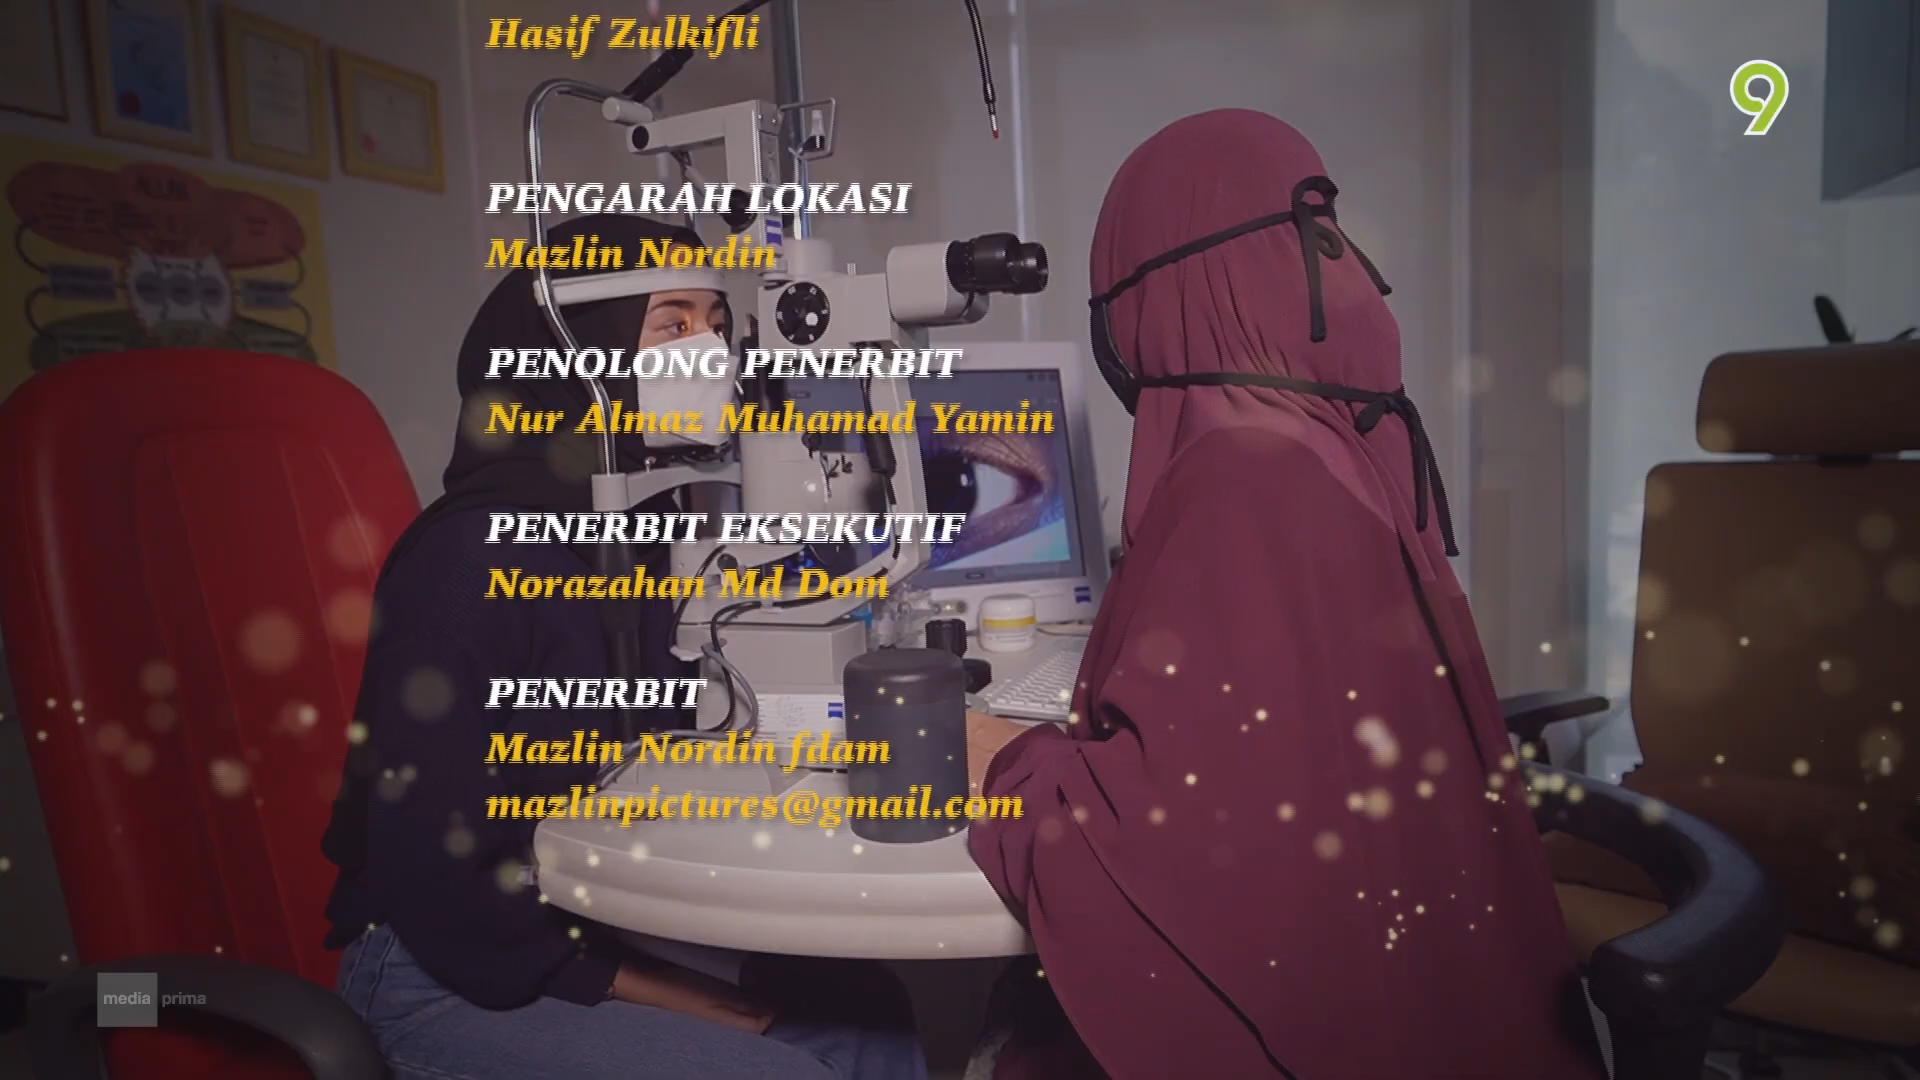 Hasif Zulkifli
9
PENGARAH LOKASI
Mazlin Nordin
PENOLONG PENERBIT
Nur Almaz Muhamad Yamin
PENERBIT EKSEKUTIF
Norazahan Md Dom
PENERBIT
Mazlin Nordin fdam
mazlinpictures@gmail.com
media prima